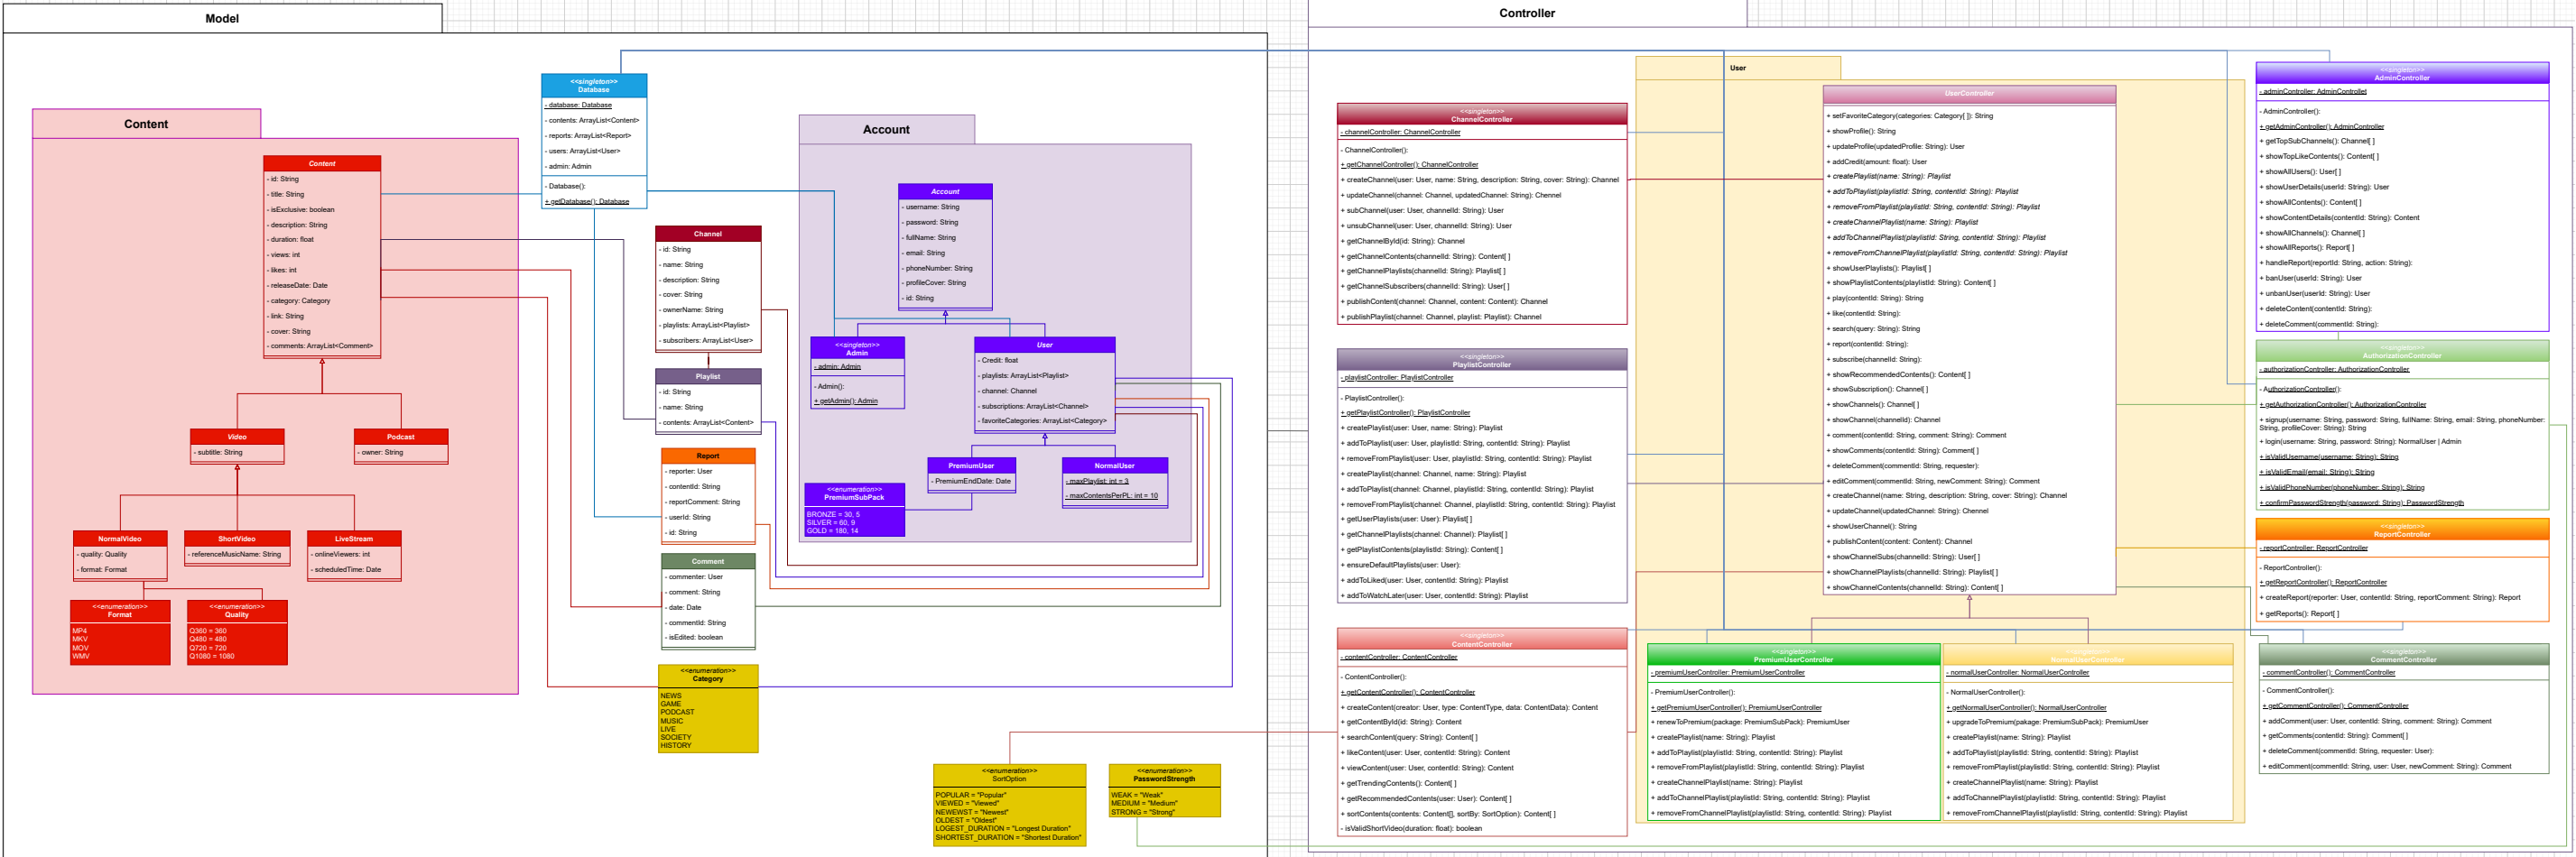 Model
Content
Content
- id: String
- title: String
- isExclusive: boolean
- description: String
- duration: float
- views: int
- likes: int
- releaseDate: Date
- category: Category
- link: String
- cover: String
- comments: ArrayList<Comment>
Video
- subtitle: String
Podcast
- owner: String
NormalVideo
- quality: Quality
- format: Format
ShortVideo
- referenceMusicName: String
LiveStream
- onlineViewers: int
- scheduledTime: Date
<<enumeration>>
Format
MP4
MKV
MOV
WMV
<<enumeration>>
Quality
Q360 = 360
Q480 = 480
Q720 = 720
Q1080 = 1080
<<singleton>>
Database
- database: Database
- contents: ArrayList<Content>
- reports: ArrayList<Report>
- users: ArrayList<User>
- admin: Admin
- Database():
+ getDatabase(): Database
Channel
- id: String
- name: String
- description: String
- cover: String
- ownerName: String
- playlists: ArrayList<Playlist>
- subscribers: ArrayList<User>
Playlist
- id: String
- name: String
- contents: ArrayList<Content>
Report
- reporter: User
- contentId: String
- reportComment: String
- userId: String
- id: String
Comment
- commenter: User
- comment: String
- date: Date
- commentId: String
- isEdited: boolean
<<enumeration>>
Category
NEWS
GAME
PODCAST
MUSIC
LIVE
SOCIETY
HISTORY
Account
Account
- username: String
- password: String
- fullName: String
- email: String
- phoneNumber: String
- profileCover: String
- id: String
<<singleton>>
Admin
- admin: Admin
- Admin():
+ getAdmin(): Admin
User
- Credit: float
- playlists: ArrayList<Playlist>
- channel: Channel
- subscriptions: ArrayList<Channel>
- favoriteCategories: ArrayList<Category>
PremiumUser
- PremiumEndDate: Date
NormalUser
- maxPlaylist: int = 3
- maxContentsPerPL: int = 10
<<enumeration>>
PremiumSubPack
BRONZE = 30, 5
SILVER = 60, 9
GOLD = 180, 14
<<enumeration>>
SortOption
POPULAR = "Popular"
VIEWED = "Viewed"
NEWEWST = "Newest"
OLDEST = "Oldest"
LOGEST_DURATION = "Longest Duration"
SHORTEST_DURATION = "Shortest Duration"
<<enumeration>>
PasswordStrength
WEAK = "Weak"
MEDIUM = "Medium"
STRONG = "Strong"
Controller
<<singleton>>
ChannelController
- channelController: ChannelController
- ChannelController():
+ getChannelController(): ChannelController
+ createChannel(user: User, name: String, description: String, cover: String): Channel
+ updateChannel(channel: Channel, updatedChannel: String): Chennel
+ subChannel(user: User, channelId: String): User
+ unsubChannel(user: User, channelId: String): User
+ getChannelById(id: String): Channel
+ getChannelContents(channelId: String): Content[ ]
+ getChannelPlaylists(channelId: String): Playlist[ ]
+ getChannelSubscribers(channelId: String): User[ ]
+ publishContent(channel: Channel, content: Content): Channel
+ publishPlaylist(channel: Channel, playlist: Playlist): Channel
<<singleton>>
PlaylistController
- playlistController: PlaylistController
- PlaylistController():
+ getPlaylistController(): PlaylistController
+ createPlaylist(user: User, name: String): Playlist
+ addToPlaylist(user: User, playlistId: String, contentId: String): Playlist
+ removeFromPlaylist(user: User, playlistId: String, contentId: String): Playlist
+ createPlaylist(channel: Channel, name: String): Playlist
+ addToPlaylist(channel: Channel, playlistId: String, contentId: String): Playlist
+ removeFromPlaylist(channel: Channel, playlistId: String, contentId: String): Playlist
+ getUserPlaylists(user: User): Playlist[ ]
+ getChannelPlaylists(channel: Channel): Playlist[ ]
+ getPlaylistContents(playlistId: String): Content[ ]
+ ensureDefaultPlaylists(user: User):
+ addToLiked(user: User, contentId: String): Playlist
+ addToWatchLater(user: User, contentId: String): Playlist
<<singleton>>
ContentController
- contentController: ContentController
- ContentController():
+ getContentController(): ContentController
+ createContent(creator: User, type: ContentType, data: ContentData): Content
+ getContentById(id: String): Content
+ searchContent(query: String): Content[ ]
+ likeContent(user: User, contentId: String): Content
+ viewContent(user: User, contentId: String): Content
+ getTrendingContents(): Content[ ]
+ getRecommendedContents(user: User): Content[ ]
+ sortContents(contents: Content[], sortBy: SortOption): Content[ ]
- isValidShortVideo(duration: float): boolean
User
UserController
+ setFavoriteCategory(categories: Category[ ]): String
+ showProfile(): String
+ updateProfile(updatedProfile: String): User
+ addCredit(amount: float): User
+ createPlaylist(name: String): Playlist
+ addToPlaylist(playlistId: String, contentId: String): Playlist
+ removeFromPlaylist(playlistId: String, contentId: String): Playlist
+ createChannelPlaylist(name: String): Playlist
+ addToChannelPlaylist(playlistId: String, contentId: String): Playlist
+ removeFromChannelPlaylist(playlistId: String, contentId: String): Playlist
+ showUserPlaylists(): Playlist[ ]
+ showPlaylistContents(playlistId: String): Content[ ]
+ play(contentId: String): String
+ like(contentId: String):
+ search(query: String): String
+ report(contentId: String):
+ subscribe(channelId: String):
+ showRecommendedContents(): Content[ ]
+ showSubscription(): Channel[ ]
+ showChannels(): Channel[ ]
+ showChannel(channelId): Channel
+ comment(contentId: String, comment: String): Comment
+ showComments(contentId: String): Comment[ ]
+ deleteComment(commentId: String, requester):
+ editComment(commentId: String, newComment: String): Comment
+ createChannel(name: String, description: String, cover: String): Channel
+ updateChannel(updatedChannel: String): Chennel
+ showUserChannel(): String
+ publishContent(content: Content): Channel
+ showChannelSubs(channelId: String): User[ ]
+ showChannelPlaylists(channelId: String): Playlist[ ]
+ showChannelContents(channelId: String): Content[ ]
<<singleton>>
PremiumUserController
- premiumUserController: PremiumUserController
- PremiumUserController():
+ getPremiumUserController(): PremiumUserController
+ renewToPremium(package: PremiumSubPack): PremiumUser
+ createPlaylist(name: String): Playlist
+ addToPlaylist(playlistId: String, contentId: String): Playlist
+ removeFromPlaylist(playlistId: String, contentId: String): Playlist
+ createChannelPlaylist(name: String): Playlist
+ addToChannelPlaylist(playlistId: String, contentId: String): Playlist
+ removeFromChannelPlaylist(playlistId: String, contentId: String): Playlist
<<singleton>>
NormalUserController
- normalUserController: NormalUserController
- NormalUserController():
+ getNormalUserController(): NormalUserController
+ upgradeToPremium(pakage: PremiumSubPack): PremiumUser
+ createPlaylist(name: String): Playlist
+ addToPlaylist(playlistId: String, contentId: String): Playlist
+ removeFromPlaylist(playlistId: String, contentId: String): Playlist
+ createChannelPlaylist(name: String): Playlist
+ addToChannelPlaylist(playlistId: String, contentId: String): Playlist
+ removeFromChannelPlaylist(playlistId: String, contentId: String): Playlist
<<singleton>>
AdminController
- adminController: AdminControllet
- AdminController():
+ getAdminController(): AdminController
+ getTopSubChannels(): Channel[ ]
+ showTopLikeContents(): Content[ ]
+ showAllUsers(): User[ ]
+ showUserDetails(userId: String): User
+ showAllContents(): Content[ ]
+ showContentDetails(contentId: String): Content
+ showAllChannels(): Channel[ ]
+ showAllReports(): Report[ ]
+ handleReport(reportId: String, action: String):
+ banUser(userId: String): User
+ unbanUser(userId: String): User
+ deleteContent(contentId: String):
+ deleteComment(commentId: String):
<<singleton>>
AuthorizationController
- authorizationController: AuthorizationController
- AuthorizationController():
+ getAuthorizationController(): AuthorizationController
+ signup(username: String, password: String, fullName: String, email: String, phoneNumber:
String, profileCover: String): String
+ login(username: String, password: String): NormalUser | Admin
+ isValidUsername(username: String): String
+ isValidEmail(email: String): String
+ isValidPhoneNumber(phoneNumber: String): String
+ confirmPasswordStrength(password: String): PasswordStrength
<<singleton>>
ReportController
- reportController: ReportController
- ReportController():
+ getReportController(): ReportController
+ createReport(reporter: User, contentId: String, reportComment: String): Report
+ getReports(): Report[ ]
<<singleton>>
CommentController
- commentController(): CommentController
- CommentController():
+ getCommentController(): CommentController
+ addComment(user: User, contentId: String, comment: String): Comment
+ getComments(contentId: String): Comment[ ]
+ deleteComment(commentId: String, requester: User):
+ editComment(commentId: String, user: User, newComment: String): Comment